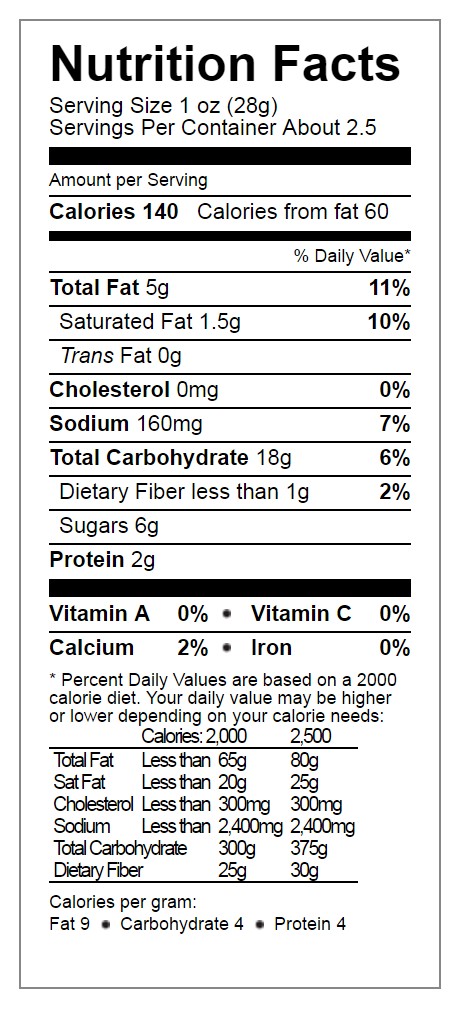 Nutrition Facts
Serving Size 1 oz (28g)
Servings Per Container About 2.5
Amount per Serving
Calories 140 Calories from fat 60
% Daily Value*
Total Fat 5g 11%
Saturated Fat 1.5g 10%
Trans Fat 0g
Cholesterol 0mg 0%
Sodium 160mg 7%
Total Carbohydrate 18g 6%
Dietary Fiber less than 1g 2%
Sugars 6g
Protein 2g
Vitamin A 0% • Vitamin C 0%
Calcium 2% • Iron 0%
* Percent Daily Values are based on a 2000
calorie diet. Your daily value may be higher
or lower depending on your calorie needs:
Calories: 2,000 2,500
Total Fat Less than 65g 80g
Sat Fat Less than 20g 25g
Cholesterol Less than 300mg 300mg
Sodium Less than 2,400mg 2,400mg
Total Carbohydrate 300g 375g
Dietary Fiber 25g 30g
Calories per gram:
Fat 9 • Carbohydrate 4 • Protein 4